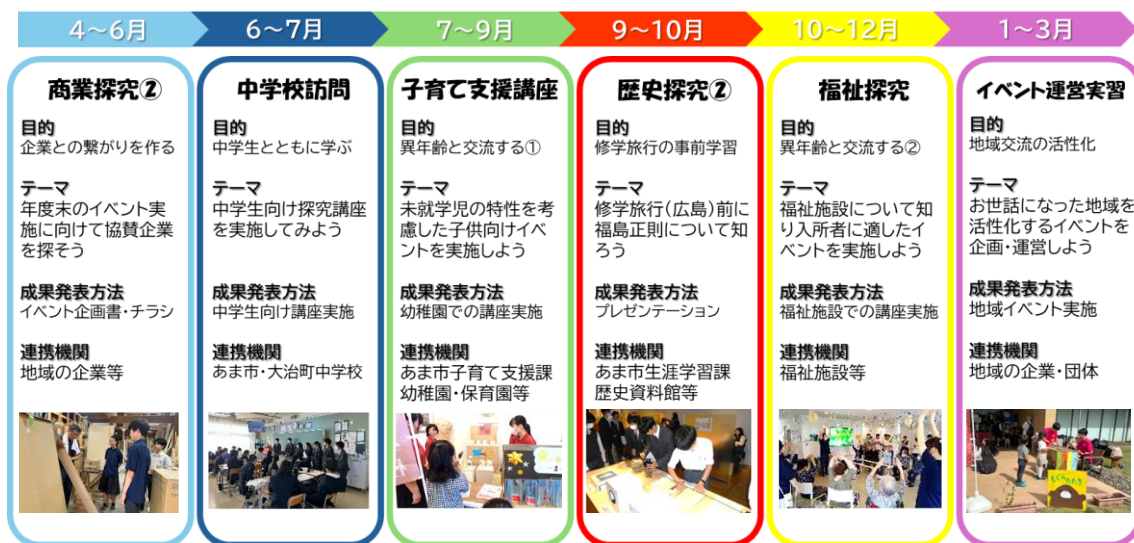 4～6月
6～7月
7～9月
9～10月
10～12月
1～3月
商業探究②
目的
企業との繋がりを作る
テーマ
年度末のイベント実
施に向けて協賛企業
を探そう
成果発表方法
イベント企画書・チラシ
連携機関
地域の企業等
中学校訪問
目的
中学生とともに学ぶ
テーマ
中学生向け探究講座
を実施してみよう
成果発表方法
中学生向け講座実施
連携機関
あま市・大治町中学校
子育て支援講座
目的
異年齢と交流する①
テーマ
未就学児の特性を考
慮した子供向けイベ
ントを実施しよう
成果発表方法
幼稚園での講座実施
連携機関
あま市子育て支援課
幼稚園・保育園等
歴史探究②
目的
修学旅行の事前学習
テーマ
修学旅行（広島）前に
福島正則について知
ろう
成果発表方法
プレゼンテーション
連携機関
あま市生涯学習課
歴史資料館等
福祉探究
目的
異年齢と交流する②
テーマ
福祉施設について知
り入所者に適したイ
ベントを実施しよう
成果発表方法
福祉施設での講座実施
連携機関
福祉施設等
イベント運営実習
目的
地域交流の活性化
テーマ
お世話になった地域を
活性化するイベントを
企画・運営しよう
成果発表方法
地域イベント実施
連携機関
地域の企業・団体
もぐらたたき